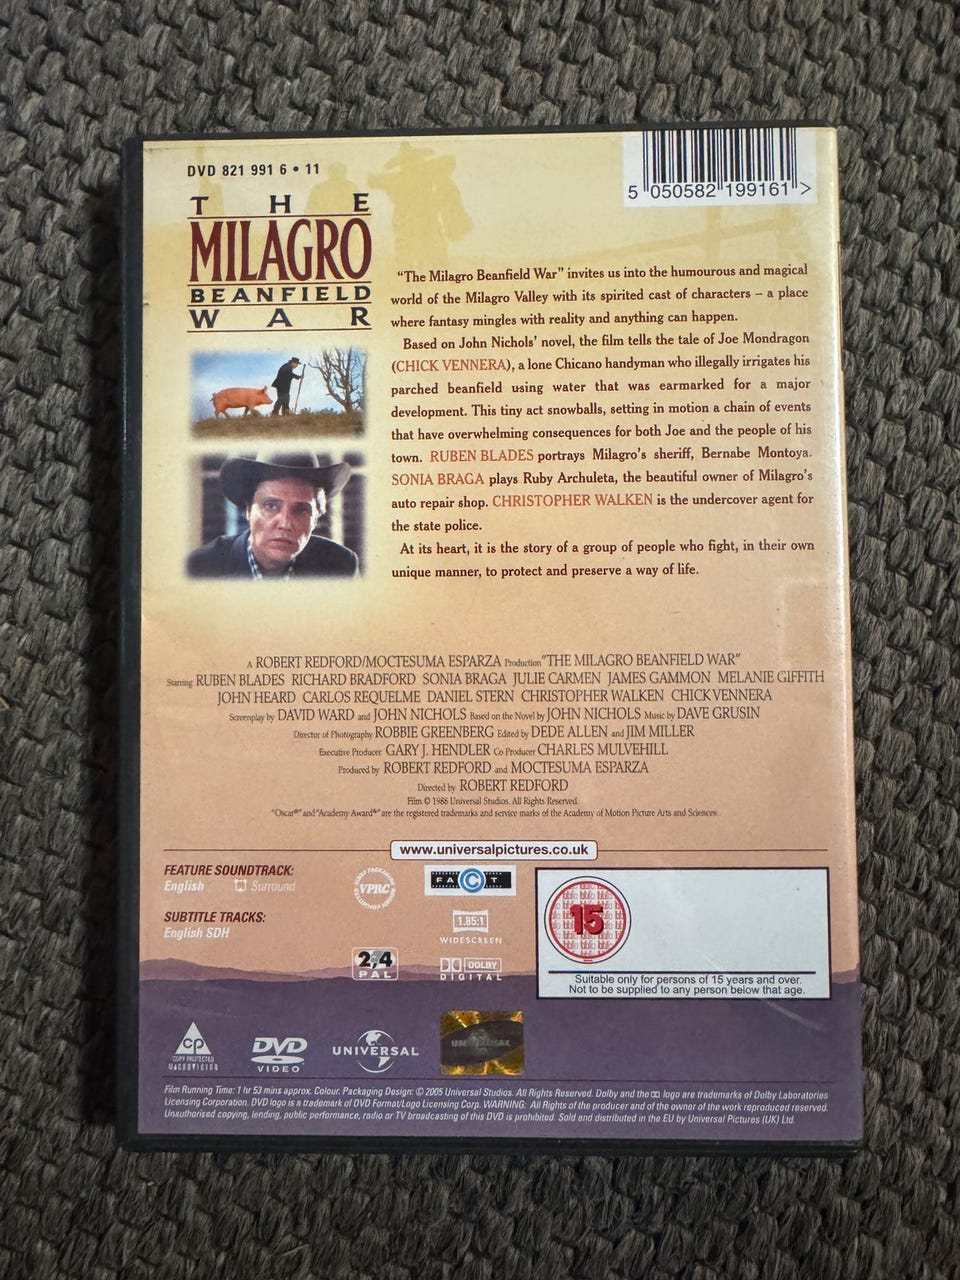 DVD 821 991 6 • 11
5 050582 199161 >
THE
MILAGRO
BEANFIELD
WAR
"The Milagro Beanfield War" invites us into the humourous and magical
world of the Milagro Valley with its spirited cast of characters – a place
where fantasy mingles with reality and anything can happen.
Based on John Nichols' novel, the film tells the tale of Joe Mondragon
(CHICK VENNERA), a lone Chicano handyman who illegally irrigates his
parched beanfield using water that was earmarked for a major
development. This tiny act snowballs, setting in motion a chain of events
that have overwhelming consequences for both Joe and the people of his
town. RUBEN BLADES portrays Milagro's sheriff, Bernabe Montoya.
SONIA BRAGA plays Ruby Archuleta, the beautiful owner of Milagro's
auto repair shop. CHRISTOPHER WALKEN is the undercover agent for
the state police.
At its heart, it is the story of a group of people who fight, in their own
unique manner, to protect and preserve a way of life.
A ROBERT REDFORD/MOCTESUMA ESPARZA Production "THE MILAGRO BEANFIELD WAR"
Starring RUBEN BLADES RICHARD BRADFORD SONIA BRAGA JULIE CARMEN JAMES GAMMON MELANIE GIFFITH
JOHN HEARD CARLOS REQUELME DANIEL STERN CHRISTOPHER WALKEN CHICK VENNERA
Screenplay by DAVID WARD and JOHN NICHOLS Based on the Novel by JOHN NICHOLS Music by DAVE GRUSIN
Director of Photography ROBBIE GREENBERG Edited by DEDE ALLEN and JIM MILLER
Executive Producer GARY J. HENDLER Co Producer CHARLES MULVEHILL
Produced by ROBERT REDFORD and MOCTESUMA ESPARZA
Directed by ROBERT REDFORD
Film © 1986 Universal Studios. All Rights Reserved.
"Oscar®" and "Academy Award®" are the registered trademarks and service marks of the Academy of Motion Picture Arts and Sciences.
www.universalpictures.co.uk
FEATURE SOUNDTRACK:
English Surround
SUBTITLE TRACKS:
English SDH
VPRC
FACT
1.85:1
WIDESCREEN
2,4
PAL
DOLBY
DIGITAL
15
Suitable only for persons of 15 years and over.
Not to be supplied to any person below that age.
CP
COPY PROTECTED
MACROVISION
DVD
VIDEO
UNIVERSAL
UNIVERSAL
Film Running Time: 1 hr 53 mins approx. Colour. Packaging Design: © 2005 Universal Studios. All Rights Reserved. Dolby and the logo are trademarks of Dolby Laboratories
Licensing Corporation. DVD logo is a trademark of DVD Format/Logo Licensing Corp. WARNING: All Rights of the producer and of the owner of the work reproduced reserved.
Unauthorised copying, lending, public performance, radio or TV broadcasting of this DVD is prohibited. Sold and distributed in the EU by Universal Pictures (UK) Ltd.